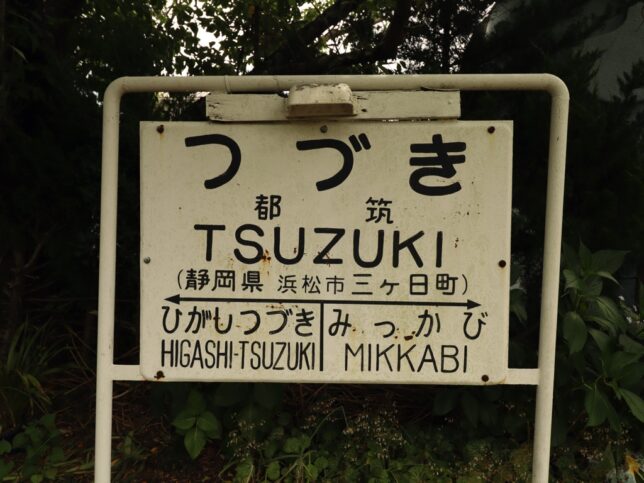 つづき
都筑
TSUZUKI
(静岡県 浜松市三ヶ日町)
ひがしつづき みっかび
HIGASHI-TSUZUKI MIKKABI